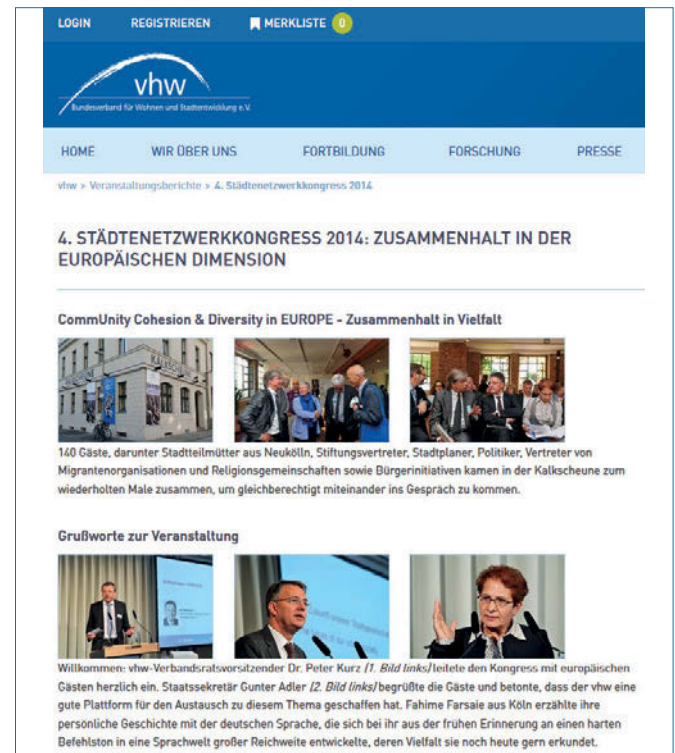 LOGIN REGISTRIEREN MERKLISTE 0
vhw
Bundesverband für Wohnen und Stadtentwicklung e.V.
HOME WIR ÜBER UNS FORTBILDUNG FORSCHUNG PRESSE
vhw > Veranstaltungsberichte > 4. Städtenetzwerkkongress 2014
4. STÄDTENETZWERKKONGRESS 2014: ZUSAMMENHALT IN DER
EUROPÄISCHEN DIMENSION
CommUnity Cohesion & Diversity in EUROPE - Zusammenhalt in Vielfalt
KALKSCHEUNE
140 Gäste, darunter Stadtteilmütter aus Neukölln, Stiftungsvertreter, Stadtplaner, Politiker, Vertreter von
Migrantenorganisationen und Religionsgemeinschaften sowie Bürgerinitiativen kamen in der Kalkscheune zum
wiederholten Male zusammen, um gleichberechtigt miteinander ins Gespräch zu kommen.
Grußworte zur Veranstaltung
Willkommen: vhw-Verbandsratsvorsitzender Dr. Peter Kurz (1. Bild links) leitete den Kongress mit europäischen
Gästen herzlich ein. Staatssekretär Gunter Adler (2. Bild links) begrüßte die Gäste und betonte, dass der vhw eine
gute Plattform für den Austausch zu diesem Thema geschaffen hat. Fahime Farsaie aus Köln erzählte ihre
persönliche Geschichte mit der deutschen Sprache, die sich bei ihr aus der frühen Erinnerung an einen harten
Befehlston in eine Sprachwelt großer Reichweite entwickelte, deren Vielfalt sie noch heute gern erkundet.